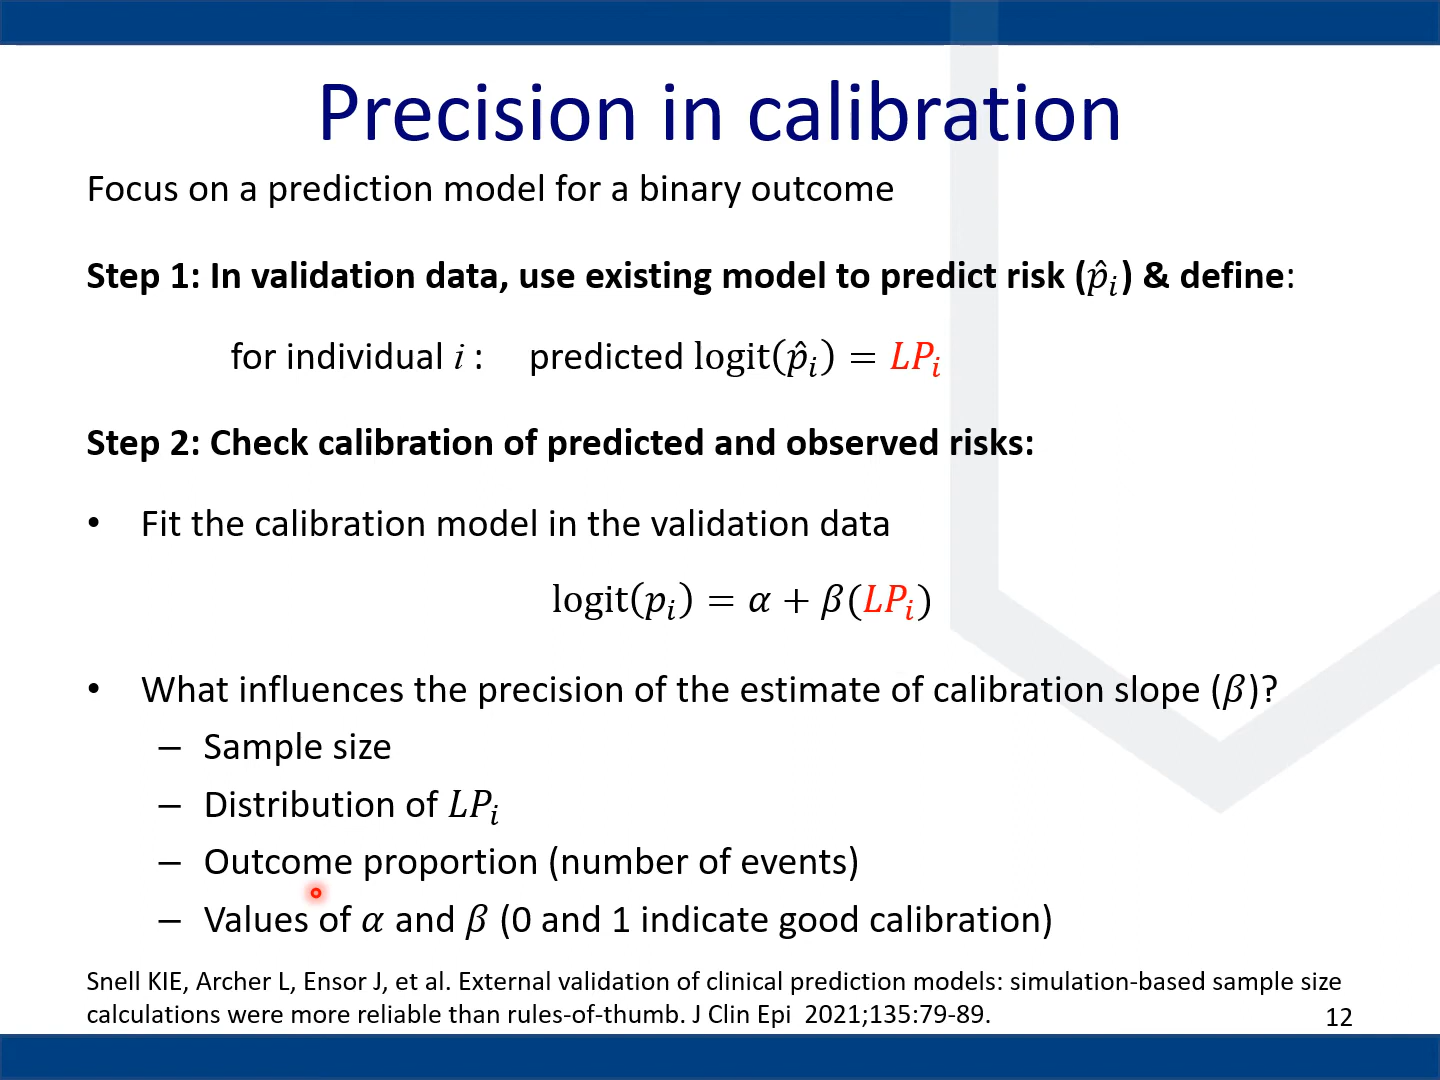 Precision in calibration
Focus on a prediction model for a binary outcome
Step 1: In validation data, use existing model to predict risk (p̂ᵢ) & define:
for individual i : predicted logit(p̂ᵢ) = LPᵢ
Step 2: Check calibration of predicted and observed risks:
• Fit the calibration model in the validation data
logit(pᵢ) = α + β(LPᵢ)
• What influences the precision of the estimate of calibration slope (β)?
– Sample size
– Distribution of LPᵢ
– Outcome proportion (number of events)
– Values of α and β (0 and 1 indicate good calibration)
Snell KIE, Archer L, Ensor J, et al. External validation of clinical prediction models: simulation-based sample size
calculations were more reliable than rules-of-thumb. J Clin Epi 2021;135:79-89.
12